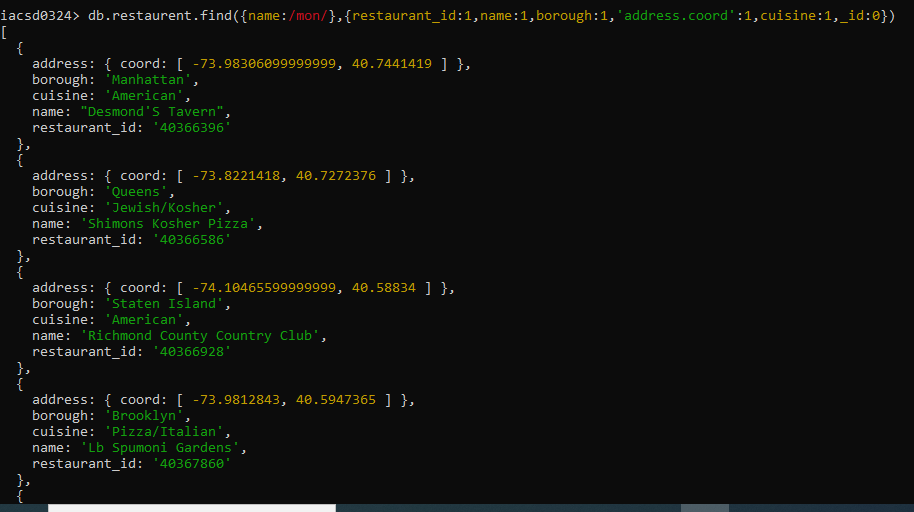 iacsd0324> db.restaurent.find({name:/mon/},{restaurant_id:1,name:1,borough:1,'address.coord':1,cuisine:1,_id:0})
[
  {
    address: { coord: [ -73.98306099999999, 40.7441419 ] },
    borough: 'Manhattan',
    cuisine: 'American',
    name: "Desmond'S Tavern",
    restaurant_id: '40366396'
  },
  {
    address: { coord: [ -73.8221418, 40.7272376 ] },
    borough: 'Queens',
    cuisine: 'Jewish/Kosher',
    name: 'Shimons Kosher Pizza',
    restaurant_id: '40366586'
  },
  {
    address: { coord: [ -74.10465599999999, 40.58834 ] },
    borough: 'Staten Island',
    cuisine: 'American',
    name: 'Richmond County Country Club',
    restaurant_id: '40366928'
  },
  {
    address: { coord: [ -73.9812843, 40.5947365 ] },
    borough: 'Brooklyn',
    cuisine: 'Pizza/Italian',
    name: 'Lb Spumoni Gardens',
    restaurant_id: '40367860'
  },
  {